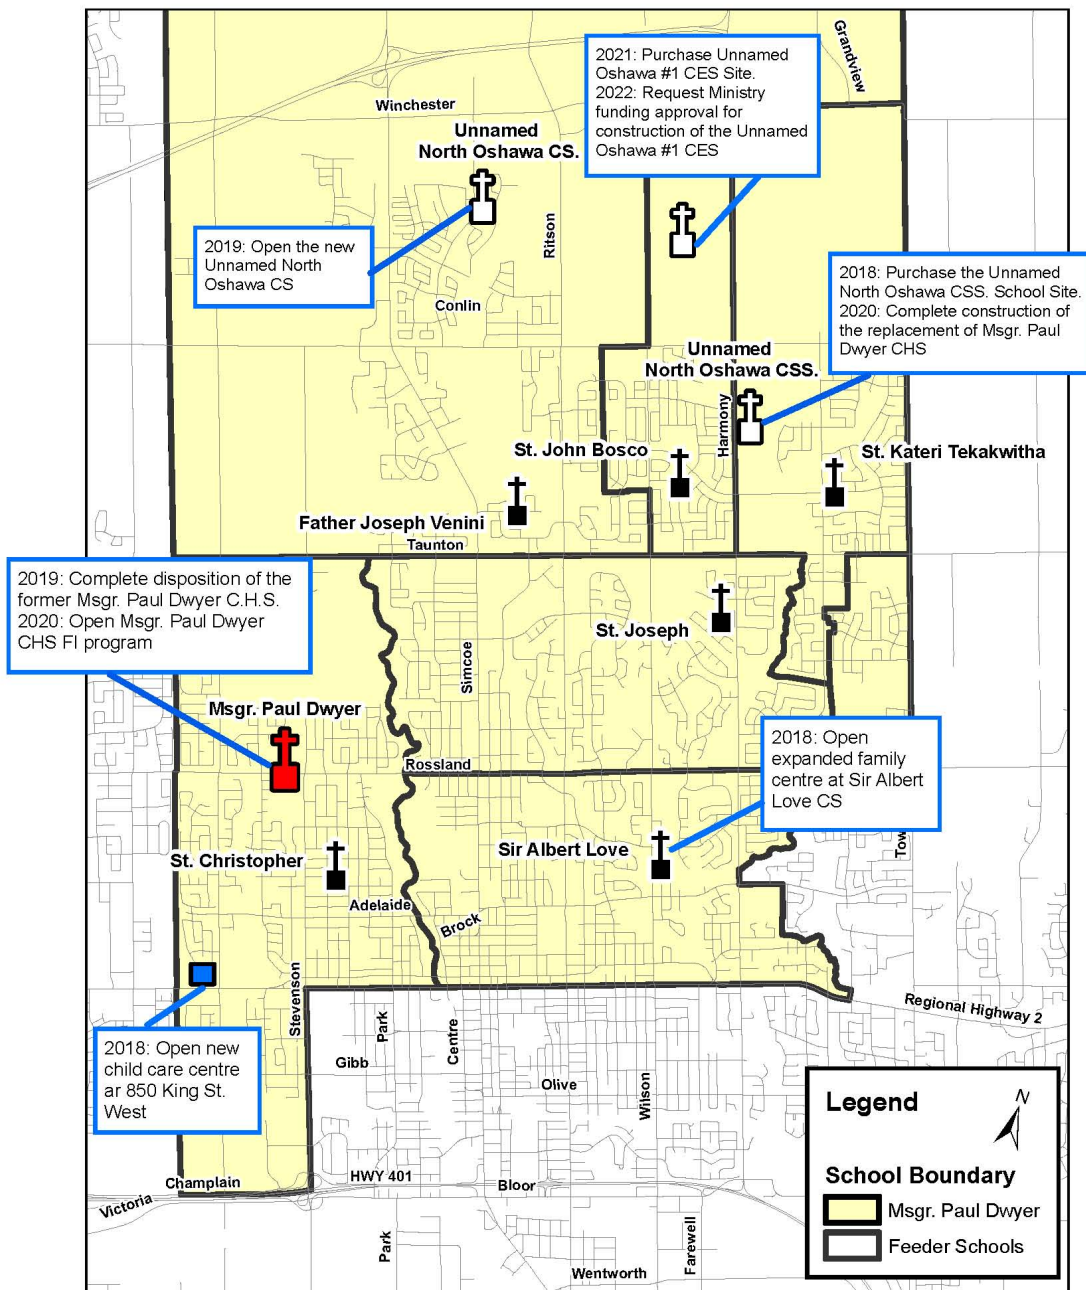 Grandview
2021: Purchase Unnamed
Oshawa #1 CES Site.
2022: Request Ministry
funding approval for
construction of the Unnamed
Oshawa #1 CES
Winchester
Unnamed
North Oshawa CS.
Ritson
2019: Open the new
Unnamed North
Oshawa CS
2018: Purchase the Unnamed
North Oshawa CSS. School Site.
2020: Complete construction of
the replacement of Msgr. Paul
Dwyer CHS
Conlin
Unnamed
North Oshawa CSS.
Harmony
St. John Bosco
St. Kateri Tekakwitha
Father Joseph Venini
Taunton
2019: Complete disposition of the
former Msgr. Paul Dwyer C.H.S.
2020: Open Msgr. Paul Dwyer
CHS FI program
St. Joseph
Simcoe
Msgr. Paul Dwyer
Rossland
2018: Open
expanded family
centre at Sir Albert
Love CS
Tow
Sir Albert Love
St. Christopher
Adelaide
Brock
Stevenson
Regional Highway 2
Park
Centre
2018: Open new
child care centre
ar 850 King St.
West
Gibb
Olive
Wilson
Legend
N
School Boundary
Msgr. Paul Dwyer
Feeder Schools
HWY 401
Champlain
Bloor
Victoria
Park
Farewell
Wentworth